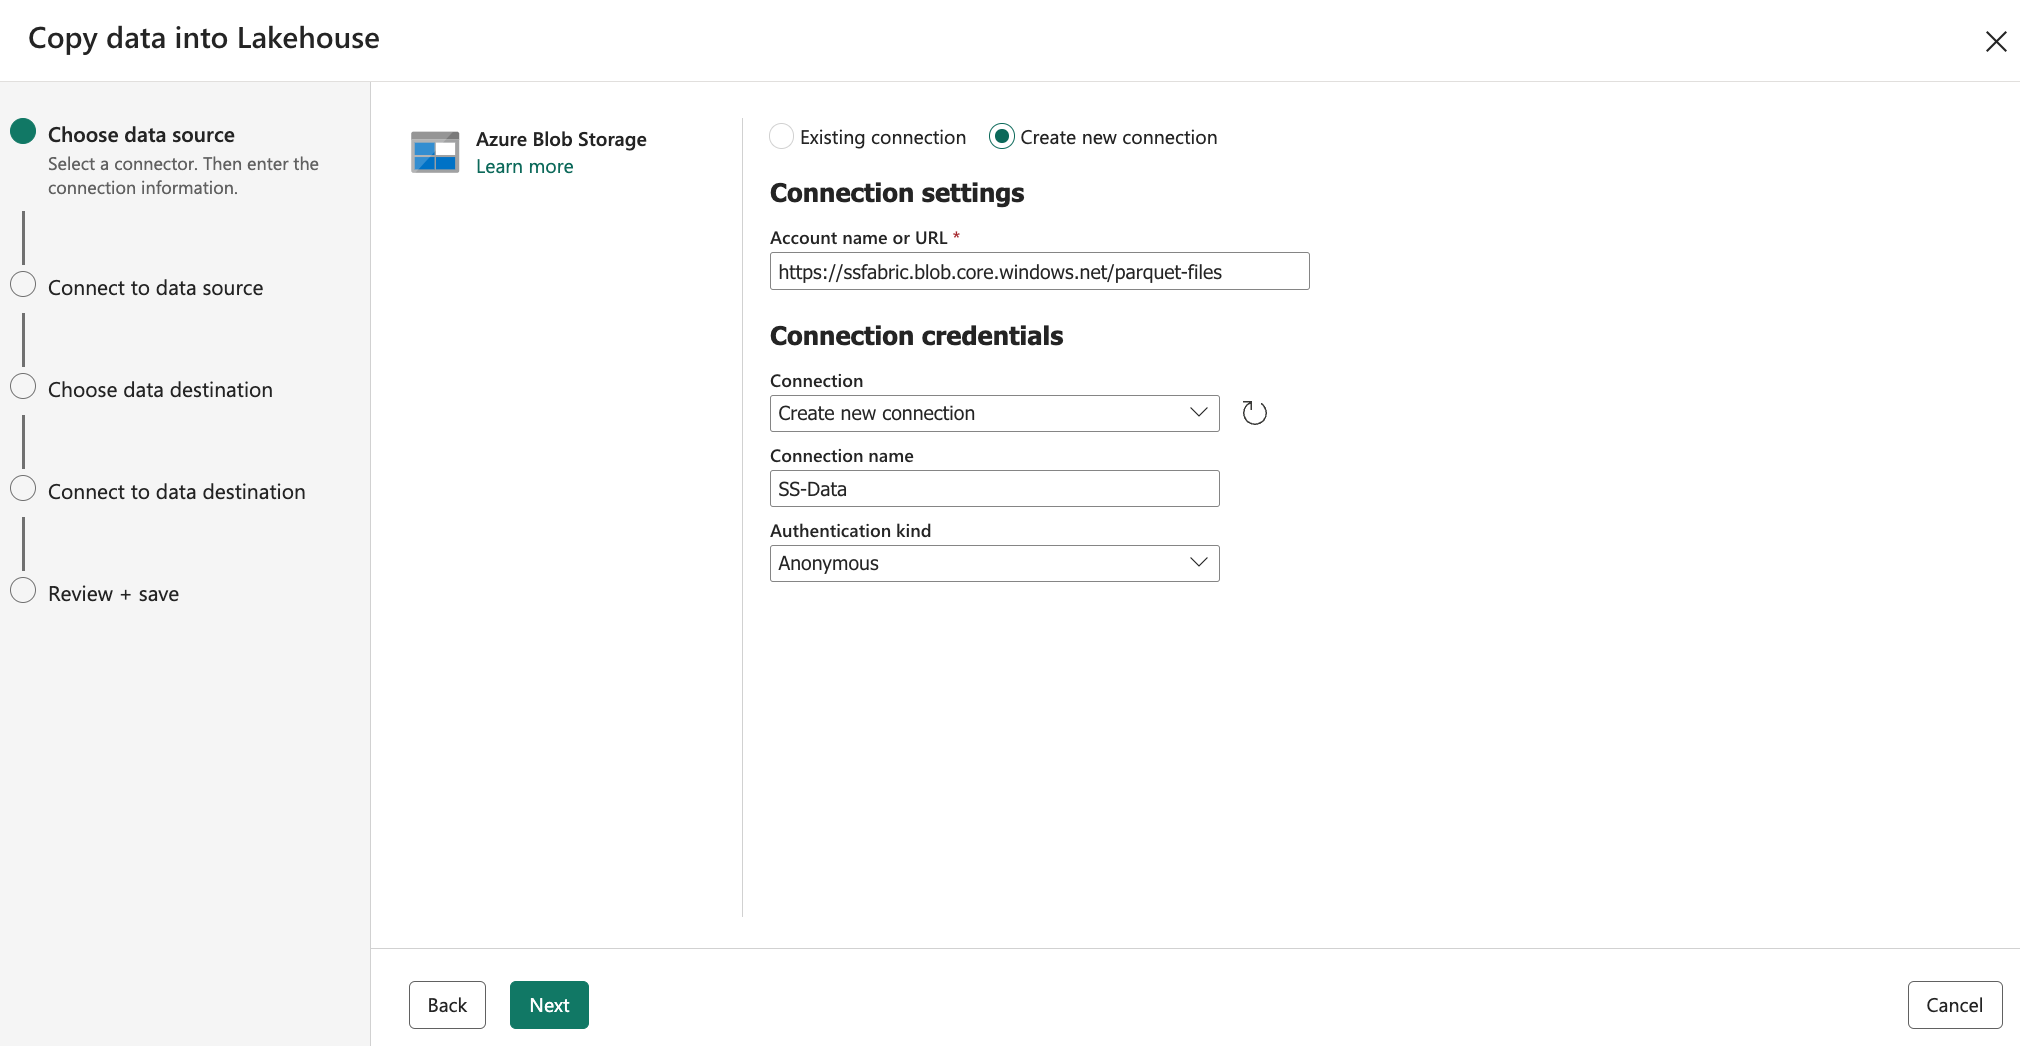 Copy data into Lakehouse
Choose data source
Select a connector. Then enter the
connection information.
Connect to data source
Choose data destination
Connect to data destination
Review + save
Azure Blob Storage
Learn more
Existing connection
Create new connection
Connection settings
Account name or URL *
https://ssfabric.blob.core.windows.net/parquet-files
Connection credentials
Connection
Create new connection
Connection name
SS-Data
Authentication kind
Anonymous
Back
Next
Cancel